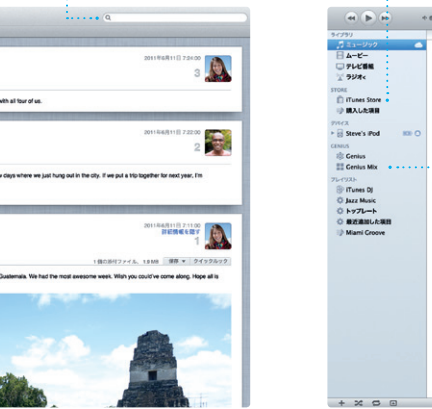 2011年6月11日 7:24:00
3
with all four of us.
2011年6月11日 7:22:00
2
w days where we just hung out in the city. If we put a trip together for next year, I'm
2011年6月11日 7:11:00
詳細情報を隠す
1
1個の添付ファイル、1.8 MB 保存 クイックルック
Guatemala. We had the most awesome week. Wish you could've come along. Hope all is
ライブラリ
ミュージック
ムービー
テレビ番組
ラジオ
STORE
iTunes Store
購入した項目
デバイス
Steve's iPod
GENIUS
Genius
Genius Mix
プレイリスト
iTunes DJ
Jazz Music
トップレート
最近追加した項目
Miami Groove